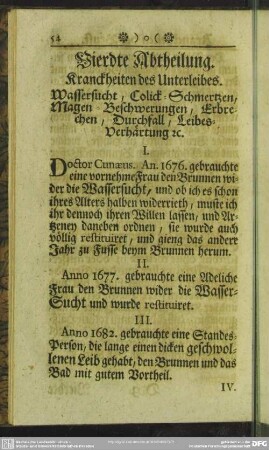 54 ❀ ) o ( ❀
Vierdte Abtheilung.
Kranckheiten des Unterleibes.
Wassersucht, Colick-Schmertzen,
Magen Beschwerungen, Erbre-
chen, Durchfall, Leibes-
Verhärtung ꝛc.
I.
Doctor Cunæus. An. 1676. gebrauchte
eine vornehme Frau den Brunnen wi-
der die Wassersucht, und ob ich es schon
ihres Alters halben widerrieth, muste ich
ihr dennoch ihren Willen lassen, und Ar-
tzeney daneben ordnen, sie wurde auch
völlig restituiret, und gieng das andere
Jahr zu Fusse beym Brunnen herum.
II.
Anno 1677. gebrauchte eine Adeliche
Frau den Brunnen wider die Wasser-
Sucht und wurde restituiret.
III.
Anno 1682. gebrauchte eine Standes-
Person, die lange einen dicken geschwol-
lenen Leib gehabt, den Brunnen und das
Bad mit gutem Vortheil.
IV.